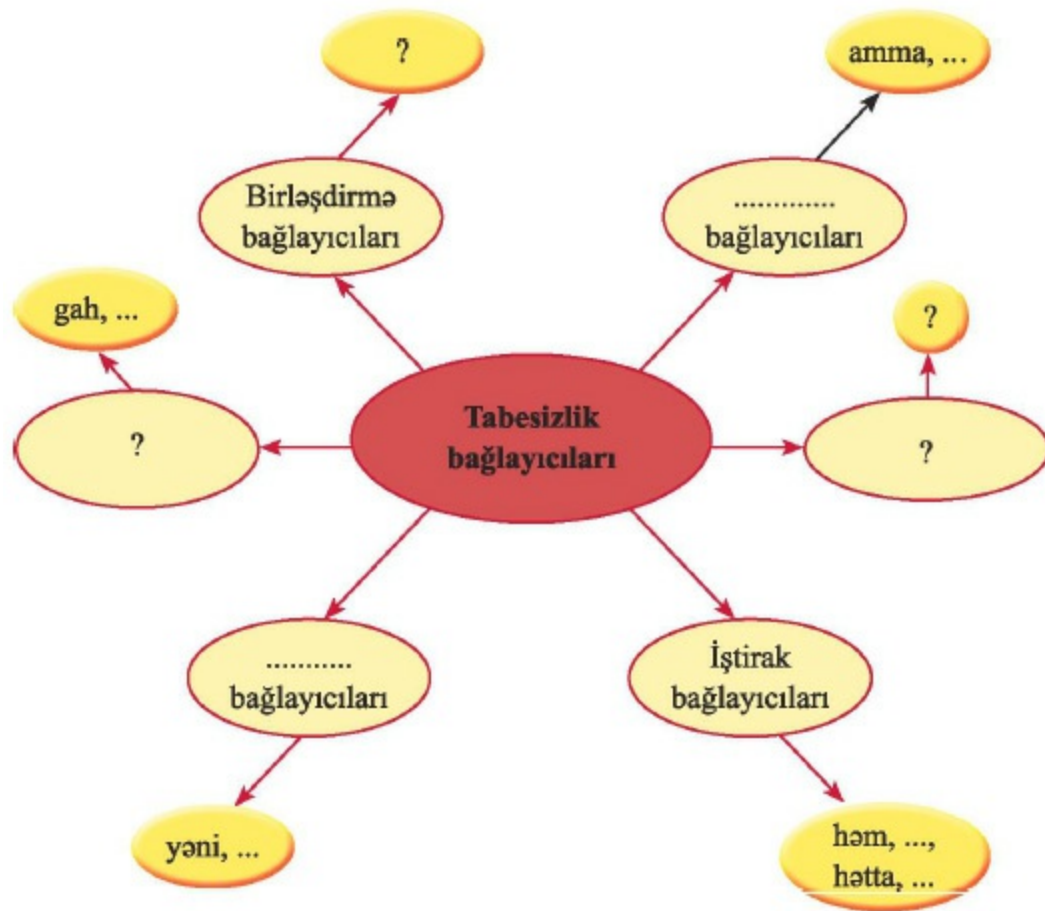 ?
amma, ...
Birləşdirmə
bağlayıcıları
.............
bağlayıcıları
gah, ...
?
?
Tabesizlik
bağlayıcıları
?
...........
bağlayıcıları
İştirak
bağlayıcıları
yəni, ...
həm, ...,
hətta, ...